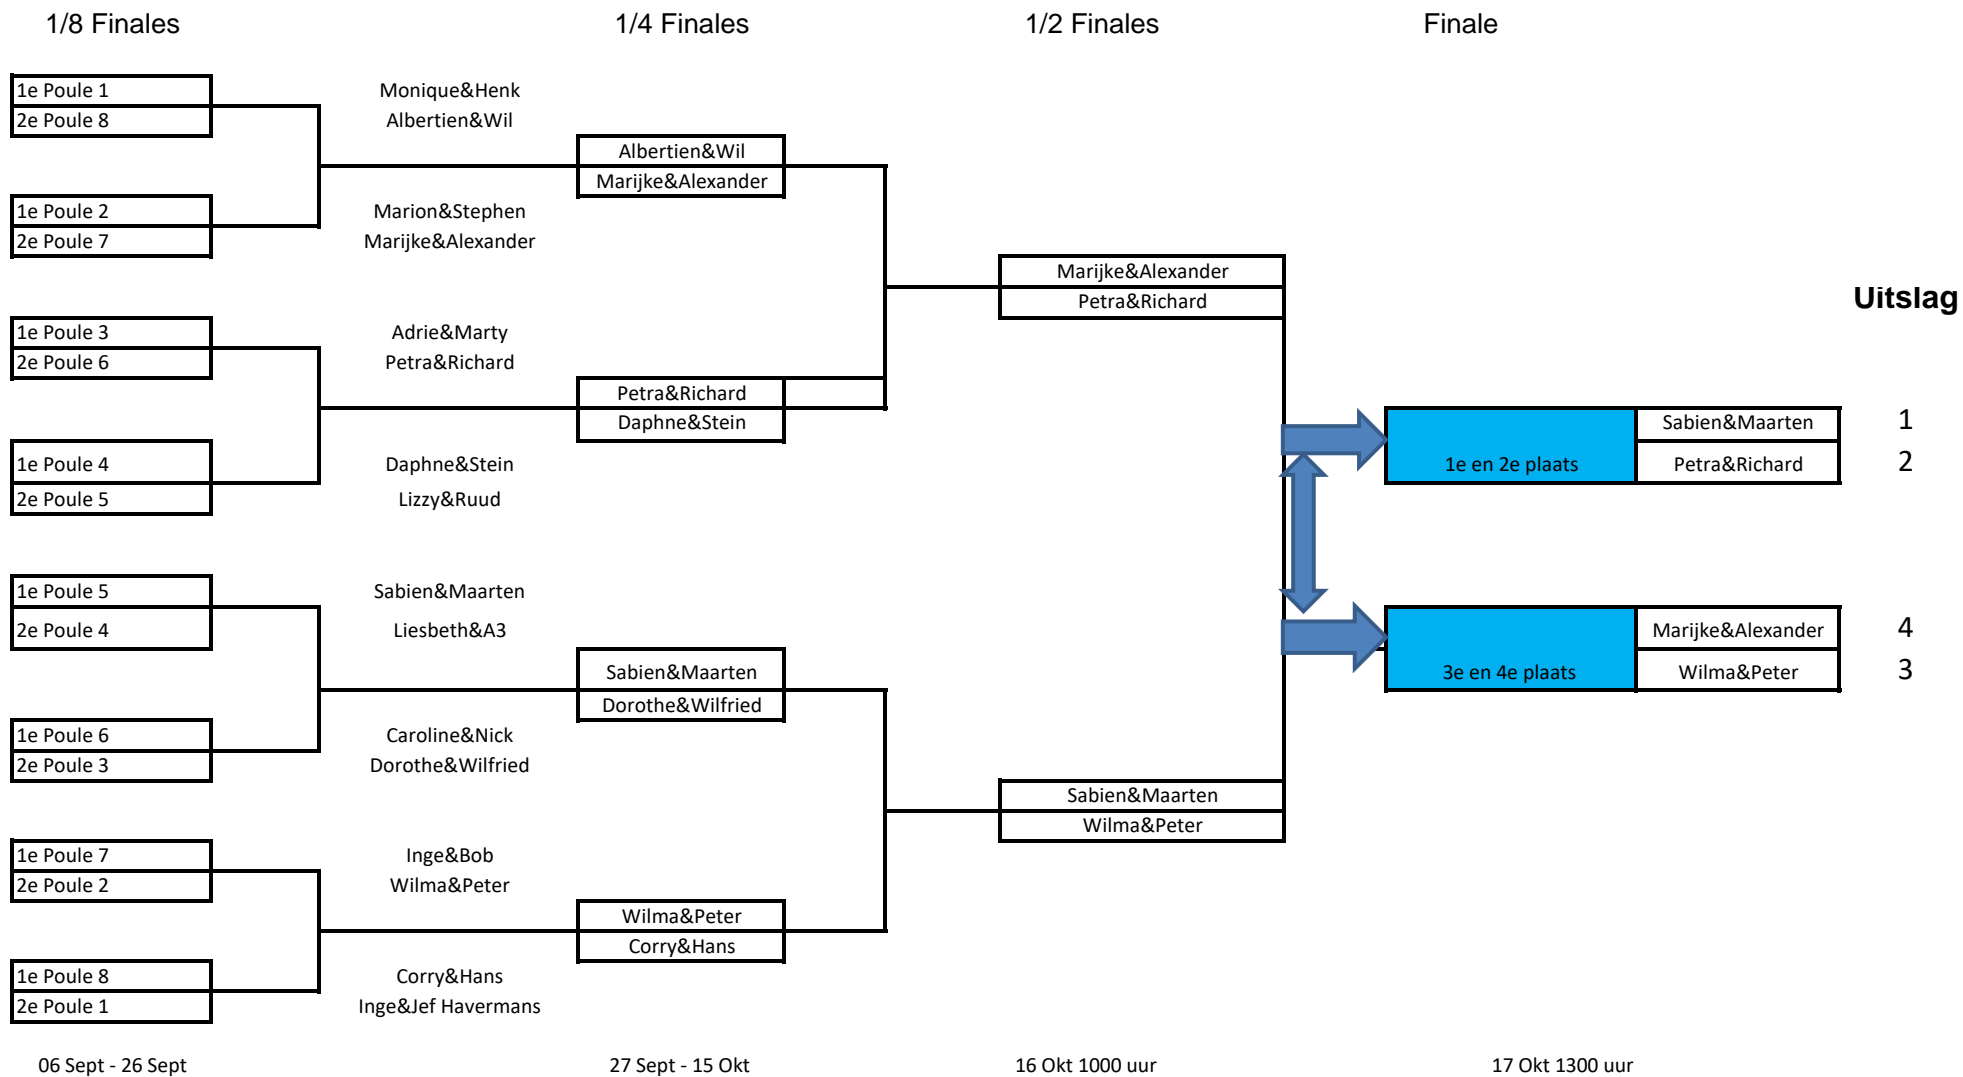 1/8 Finales 1/4 Finales 1/2 Finales Finale
1e Poule 1 Monique&Henk
2e Poule 8 Albertien&Wil
Albertien&Wil
Marijke&Alexander
1e Poule 2 Marion&Stephen
2e Poule 7 Marijke&Alexander
Marijke&Alexander
Petra&Richard
Uitslag
1e Poule 3 Adrie&Marty
2e Poule 6 Petra&Richard
Petra&Richard
Daphne&Stein
Sabien&Maarten 1
1e en 2e plaats Petra&Richard 2
1e Poule 4 Daphne&Stein
2e Poule 5 Lizzy&Ruud
1e Poule 5 Sabien&Maarten
2e Poule 4 Liesbeth&A3
Marijke&Alexander 4
3e en 4e plaats Wilma&Peter 3
Sabien&Maarten
Dorothe&Wilfried
1e Poule 6 Caroline&Nick
2e Poule 3 Dorothe&Wilfried
Sabien&Maarten
Wilma&Peter
1e Poule 7 Inge&Bob
2e Poule 2 Wilma&Peter
Wilma&Peter
Corry&Hans
1e Poule 8 Corry&Hans
2e Poule 1 Inge&Jef Havermans
06 Sept - 26 Sept 27 Sept - 15 Okt 16 Okt 1000 uur 17 Okt 1300 uur